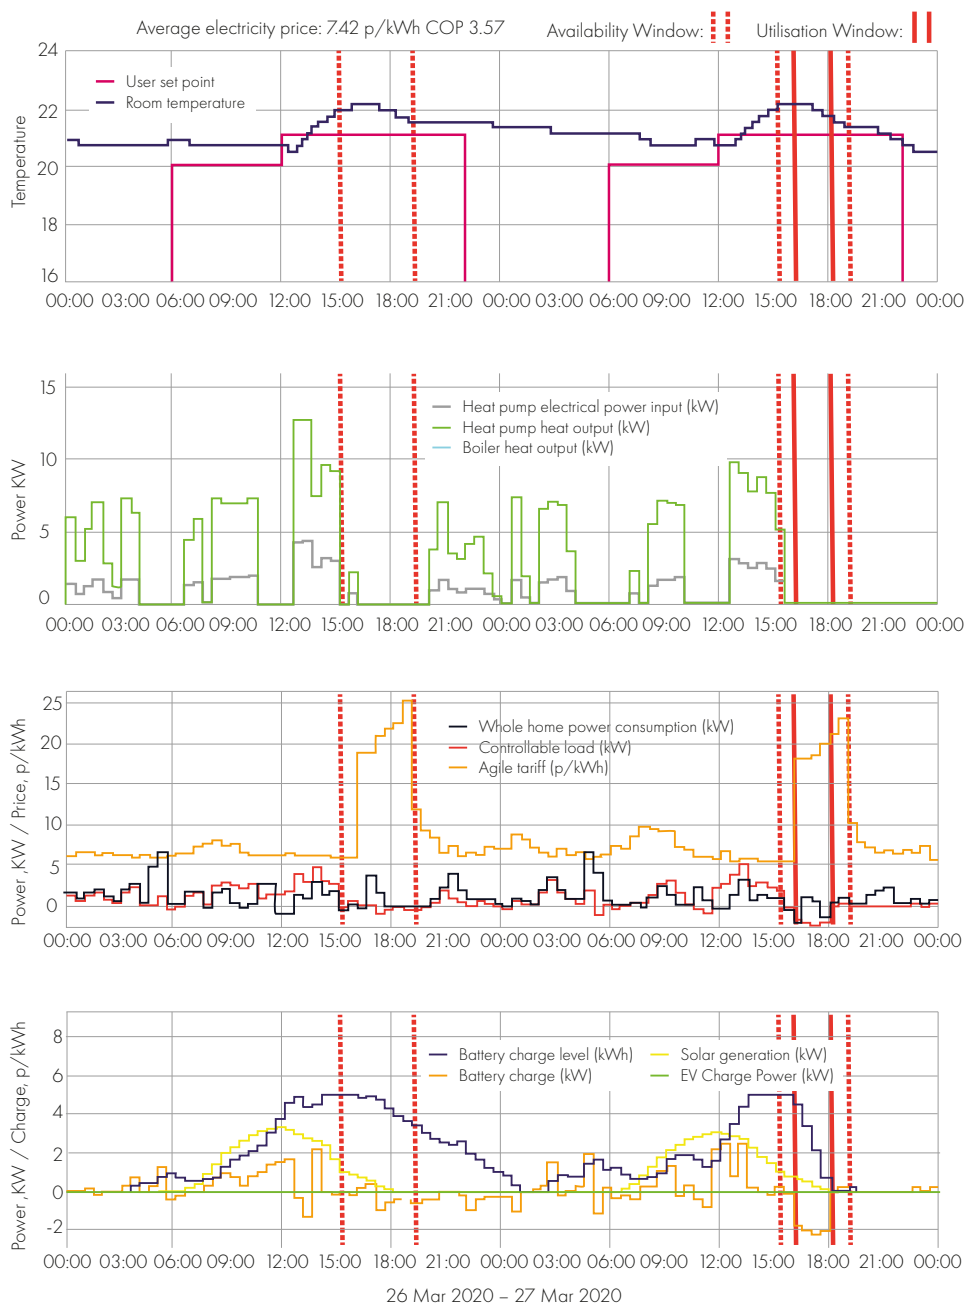 Average electricity price: 7.42 p/kWh COP 3.57
Availability Window:
Utilisation Window:
24
22
20
18
16
Temperature
User set point
Room temperature
00:00 03:00 06:00 09:00 12:00 15:00 18:00 21:00 00:00 03:00 06:00 09:00 12:00 15:00 18:00 21:00 00:00
15
10
5
0
Power KW
Heat pump electrical power input (kW)
Heat pump heat output (kW)
Boiler heat output (kW)
00:00 03:00 06:00 09:00 12:00 15:00 18:00 21:00 00:00 03:00 06:00 09:00 12:00 15:00 18:00 21:00 00:00
25
20
15
10
5
0
Power ,KW / Price, p/kWh
Whole home power consumption (kW)
Controllable load (kW)
Agile tariff (p/kWh)
00:00 03:00 06:00 09:00 12:00 15:00 18:00 21:00 00:00 03:00 06:00 09:00 12:00 15:00 18:00 21:00 00:00
8
6
4
2
0
-2
Power ,KW / Charge, p/kWh
Battery charge level (kWh)
Battery charge (kW)
Solar generation (kW)
EV Charge Power (kW)
00:00 03:00 06:00 09:00 12:00 15:00 18:00 21:00 00:00 03:00 06:00 09:00 12:00 15:00 18:00 21:00 00:00
26 Mar 2020 – 27 Mar 2020